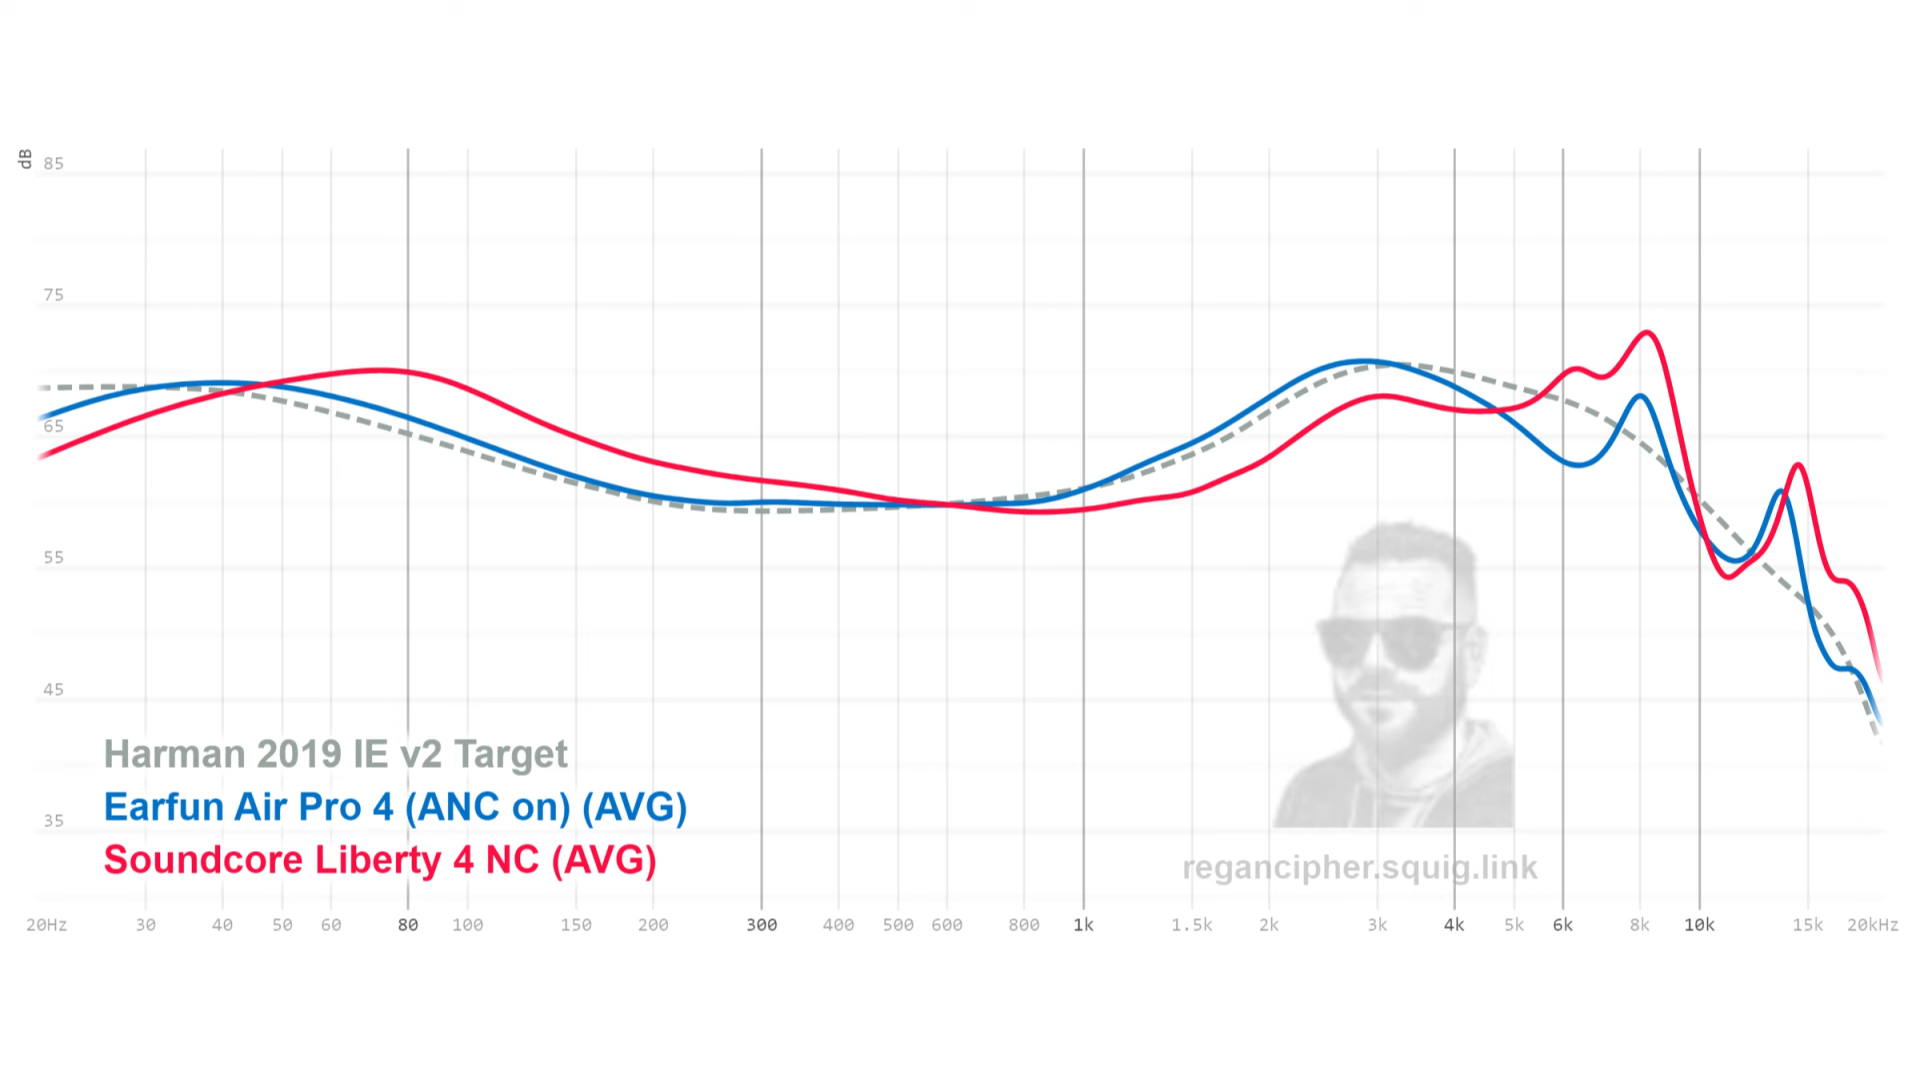 dB
85
75
65
55
45
35
Harman 2019 IE v2 Target
Earfun Air Pro 4 (ANC on) (AVG)
Soundcore Liberty 4 NC (AVG)
regancipher.squig.link
20Hz 30 40 50 60 80 100 150 200 300 400 500 600 800 1k 1.5k 2k 3k 4k 5k 6k 8k 10k 15k 20kHz